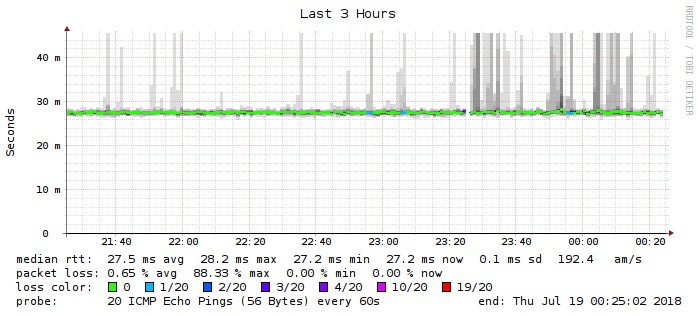 Last 3 Hours
RRDTOOL / TOBI OETIKER
Seconds
40 m
30 m
20 m
10 m
0
21:40 22:00 22:20 22:40 23:00 23:20 23:40 00:00 00:20
median rtt: 27.5 ms avg 28.2 ms max 27.2 ms min 27.2 ms now 0.1 ms sd 192.4 am/s
packet loss: 0.65 % avg 88.33 % max 0.00 % min 0.00 % now
loss color: 0 1/20 2/20 3/20 4/20 10/20 19/20
probe: 20 ICMP Echo Pings (56 Bytes) every 60s end: Thu Jul 19 00:25:02 2018